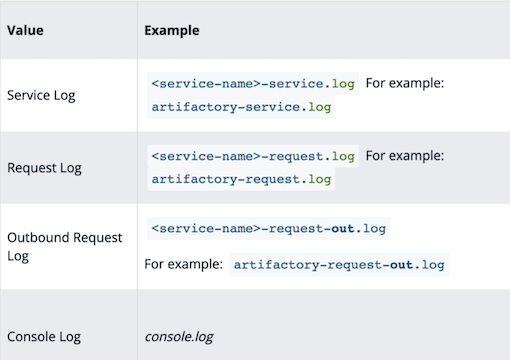 Value Example
Service Log <service-name>-service.log For example:
artifactory-service.log
Request Log <service-name>-request.log For example:
artifactory-request.log
Outbound Request
Log
<service-name>-request-out.log
For example: artifactory-request-out.log
Console Log console.log